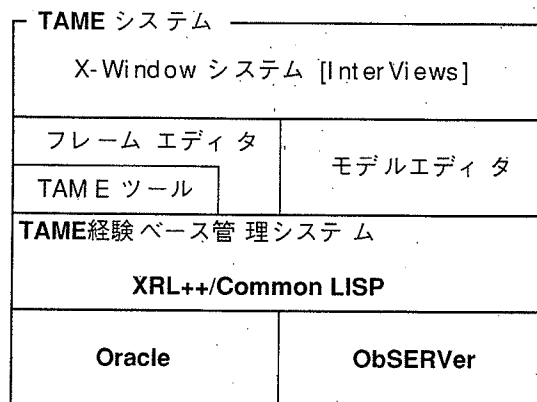 TAME システム
X-Window システム [InterViews]
フレーム エディタ
モデルエディタ
TAME ツール
TAME経験ベース管理システム
XRL++/Common LISP
Oracle
ObSERVer